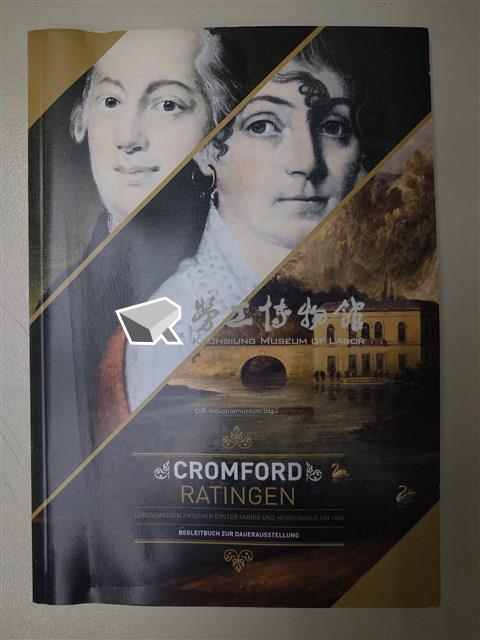 勞工博物館
KAOHSIUNG MUSEUM OF LABOR
LVR-Industriemuseum (Hg.)
CROMFORD
RATINGEN
LEBENSWELTEN ZWISCHEN ERSTER FABRIK UND HERRENHAUS UM 1800
BEGLEITBUCH ZUR DAUERAUSSTELLUNG